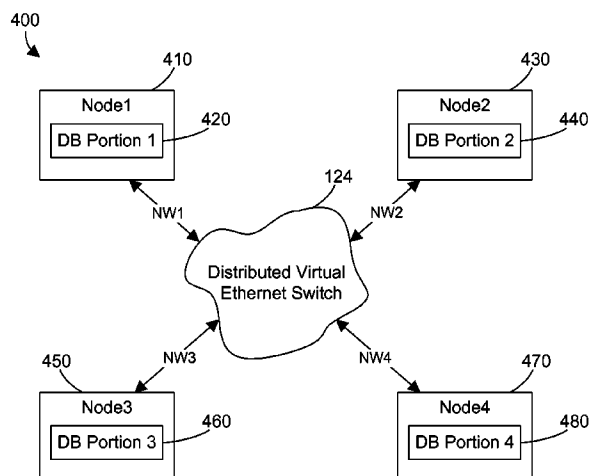 400
410
430
Node1
Node2
DB Portion 1
420
DB Portion 2
440
124
NW1
NW2
Distributed Virtual
Ethernet Switch
450
NW3
NW4
470
Node3
Node4
DB Portion 3
460
DB Portion 4
480